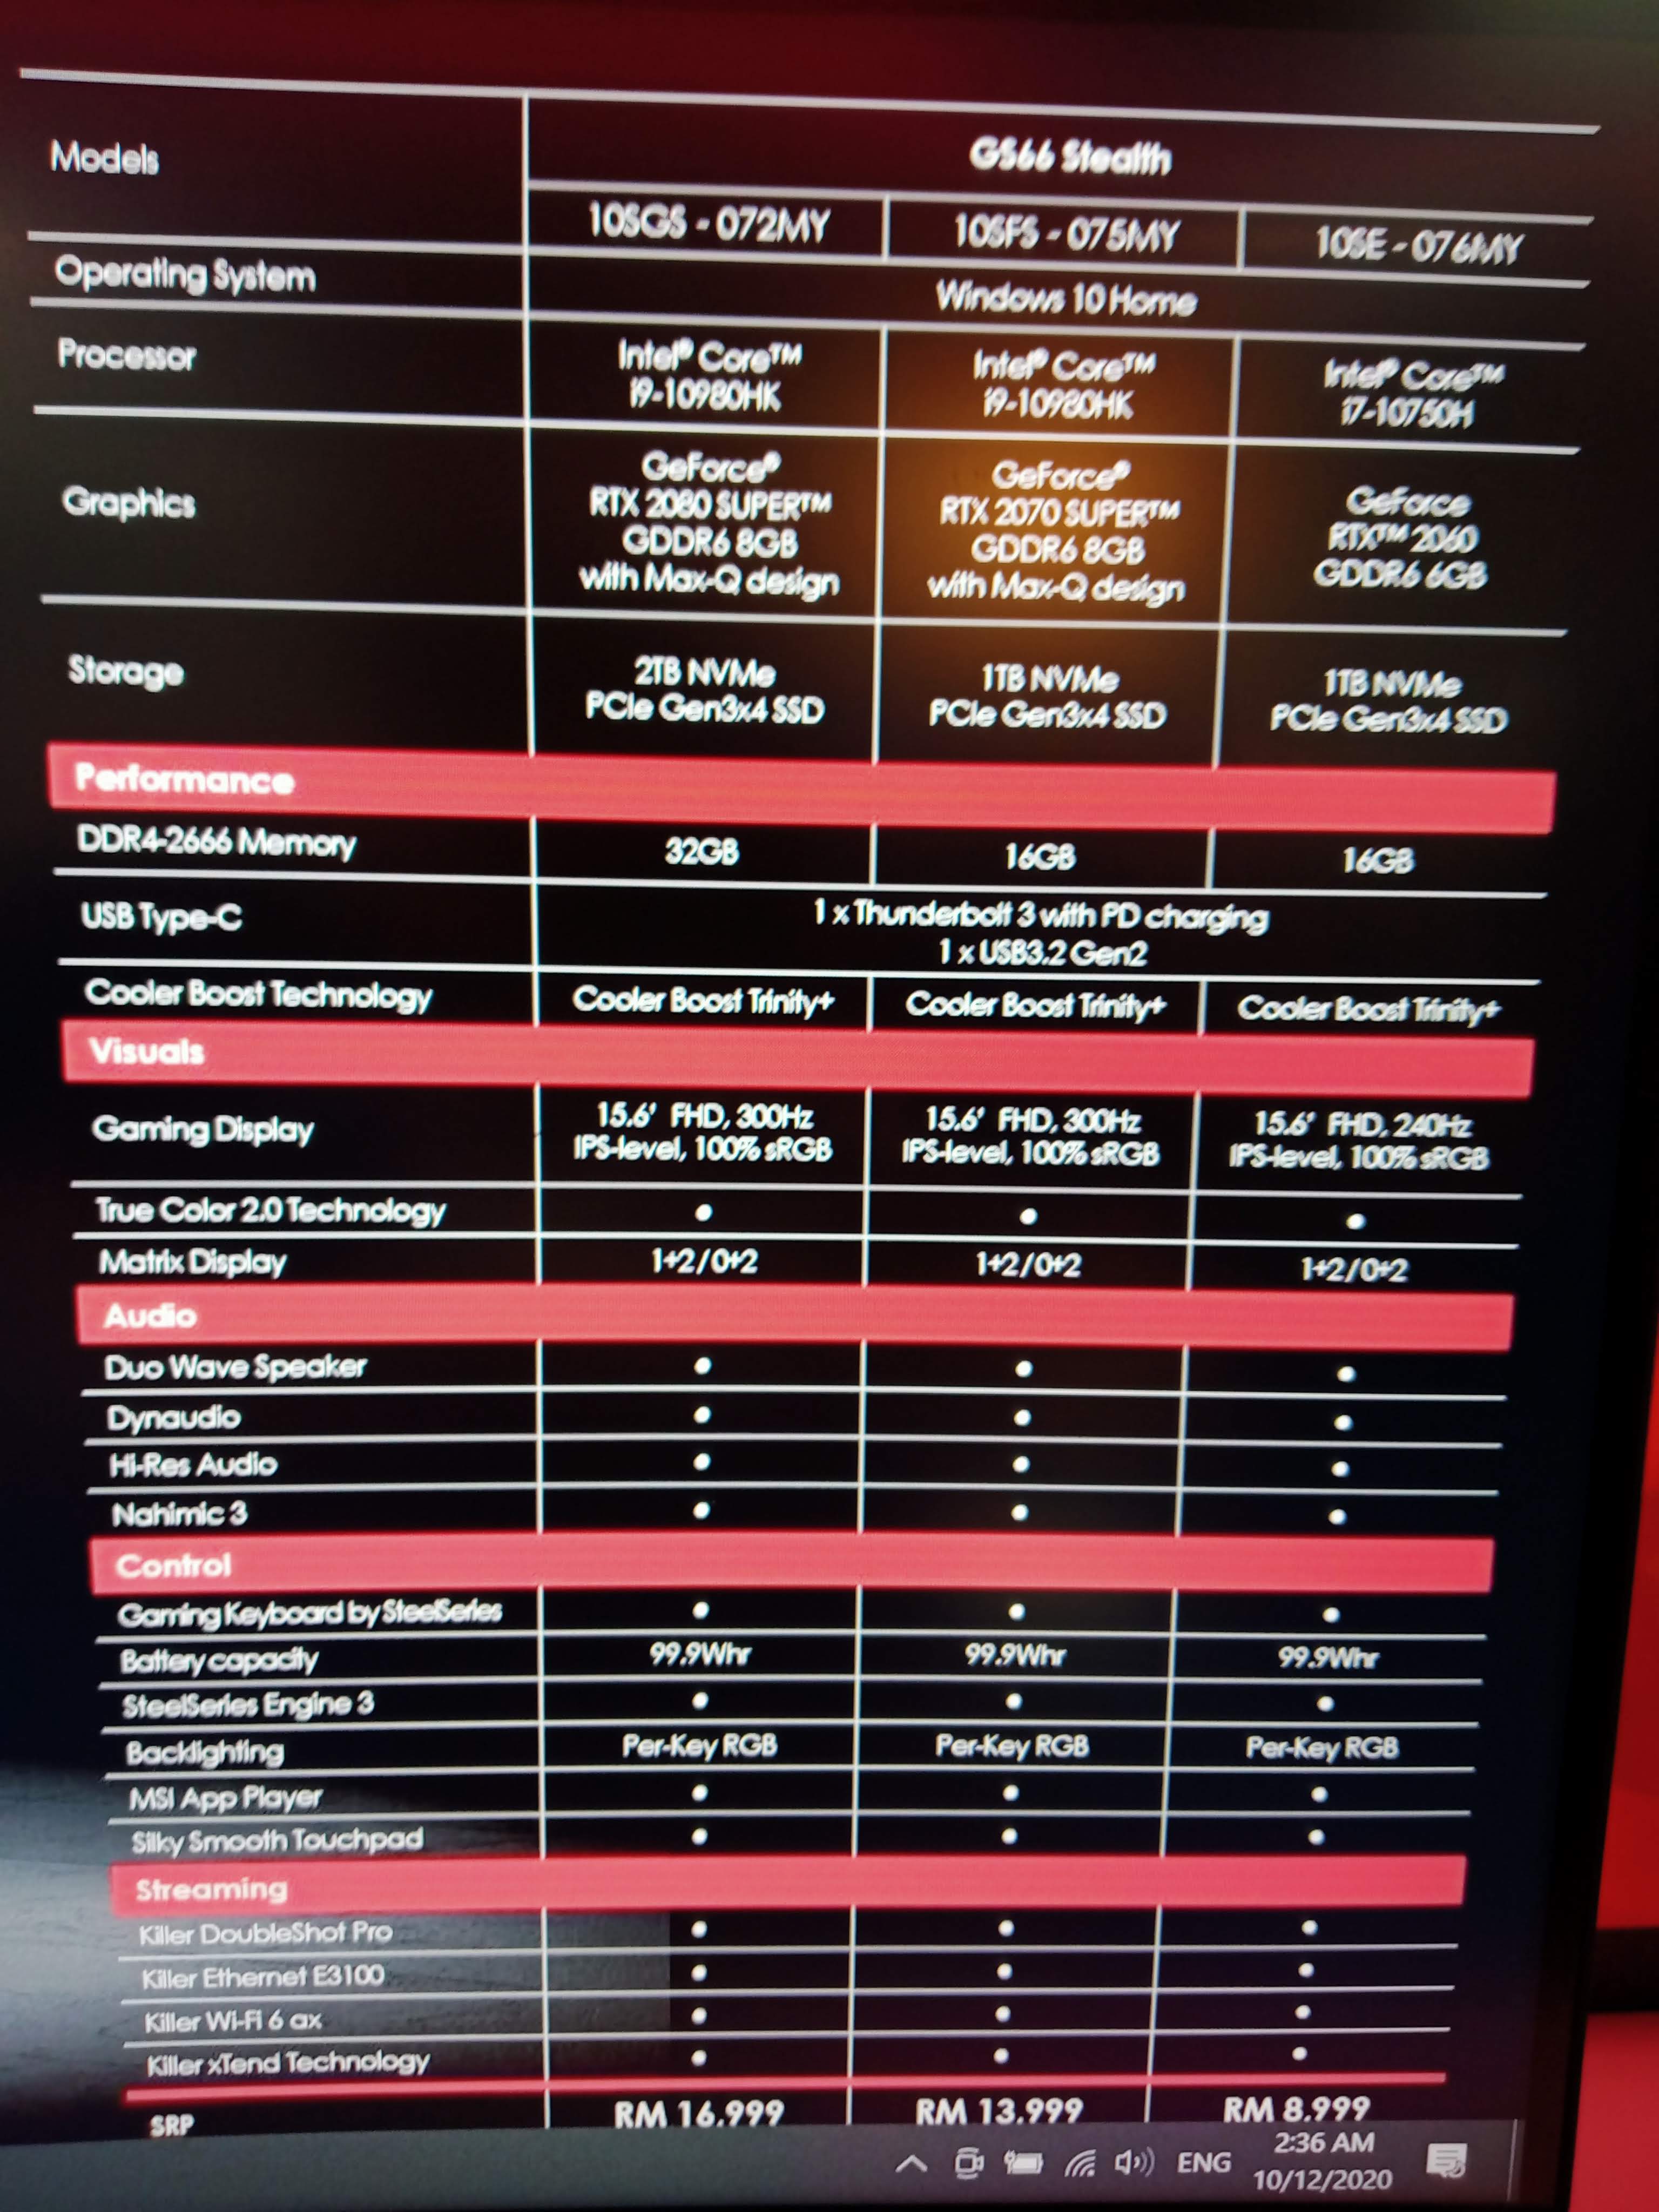 Models
GS66 Stealth
10SGS - 072MY 10SFS - 075MY 10SE - 076MY
Operating System Windows 10 Home
Processor
Intel® Core™ Intel® Core™ Intel® Core™
i9-10980HK i9-10980HK i7-10750H
Graphics
GeForce® GeForce® GeForce
RTX 2080 SUPER™ RTX 2070 SUPER™ RTX™ 2060
GDDR6 8GB GDDR6 8GB GDDR6 6GB
with Max-Q design with Max-Q design
Storage
2TB NVMe 1TB NVMe 1TB NVMe
PCIe Gen3x4 SSD PCIe Gen3x4 SSD PCIe Gen3x4 SSD
Performance
DDR4-2666 Memory 32GB 16GB 16GB
USB Type-C
1 x Thunderbolt 3 with PD charging
1 x USB3.2 Gen2
Cooler Boost Technology Cooler Boost Trinity+ Cooler Boost Trinity+ Cooler Boost Trinity+
Visuals
Gaming Display
15.6' FHD, 300Hz 15.6' FHD, 300Hz 15.6' FHD, 240Hz
IPS-level, 100% sRGB IPS-level, 100% sRGB IPS-level, 100% sRGB
True Color 2.0 Technology ● ● ●
Matrix Display 1+2/0+2 1+2/0+2 1+2/0+2
Audio
Duo Wave Speaker ● ● ●
Dynaudio ● ● ●
Hi-Res Audio ● ● ●
Nahimic 3 ● ● ●
Control
Gaming Keyboard by SteelSeries ● ● ●
Battery capacity 99.9Whr 99.9Whr 99.9Whr
SteelSeries Engine 3 ● ● ●
Backlighting Per-Key RGB Per-Key RGB Per-Key RGB
MSI App Player ● ● ●
Silky Smooth Touchpad ● ● ●
Streaming
Killer DoubleShot Pro ● ● ●
Killer Ethernet E3100 ● ● ●
Killer Wi-Fi 6 ax ● ● ●
Killer xTend Technology ● ● ●
SRP RM 16,999 RM 13,999 RM 8,999
ENG
2:36 AM
10/12/2020